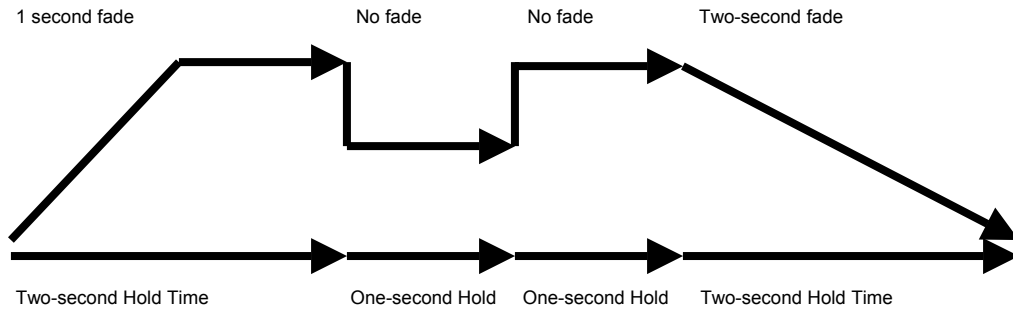 1 second fade
No fade
No fade
Two-second fade
Two-second Hold Time
One-second Hold
One-second Hold
Two-second Hold Time